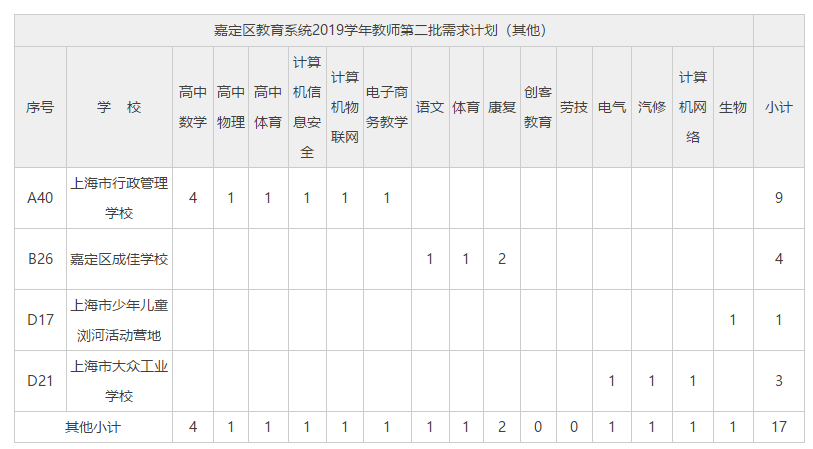 嘉定区教育系统2019学年教师第二批需求计划（其他）
序号 学 校 高中数学 高中物理 高中体育 计算机信息安全 计算机物联网 电子商务教学 语文 体育 康复 创客教育 劳技 电气 汽修 计算机网络 生物 小计
A40 上海市行政管理学校 4 1 1 1 1 1 9
B26 嘉定区成佳学校 1 1 2 4
D17 上海市少年儿童浏河活动营地 1 1
D21 上海市大众工业学校 1 1 1 3
其他小计 4 1 1 1 1 1 1 1 2 0 0 1 1 1 1 17